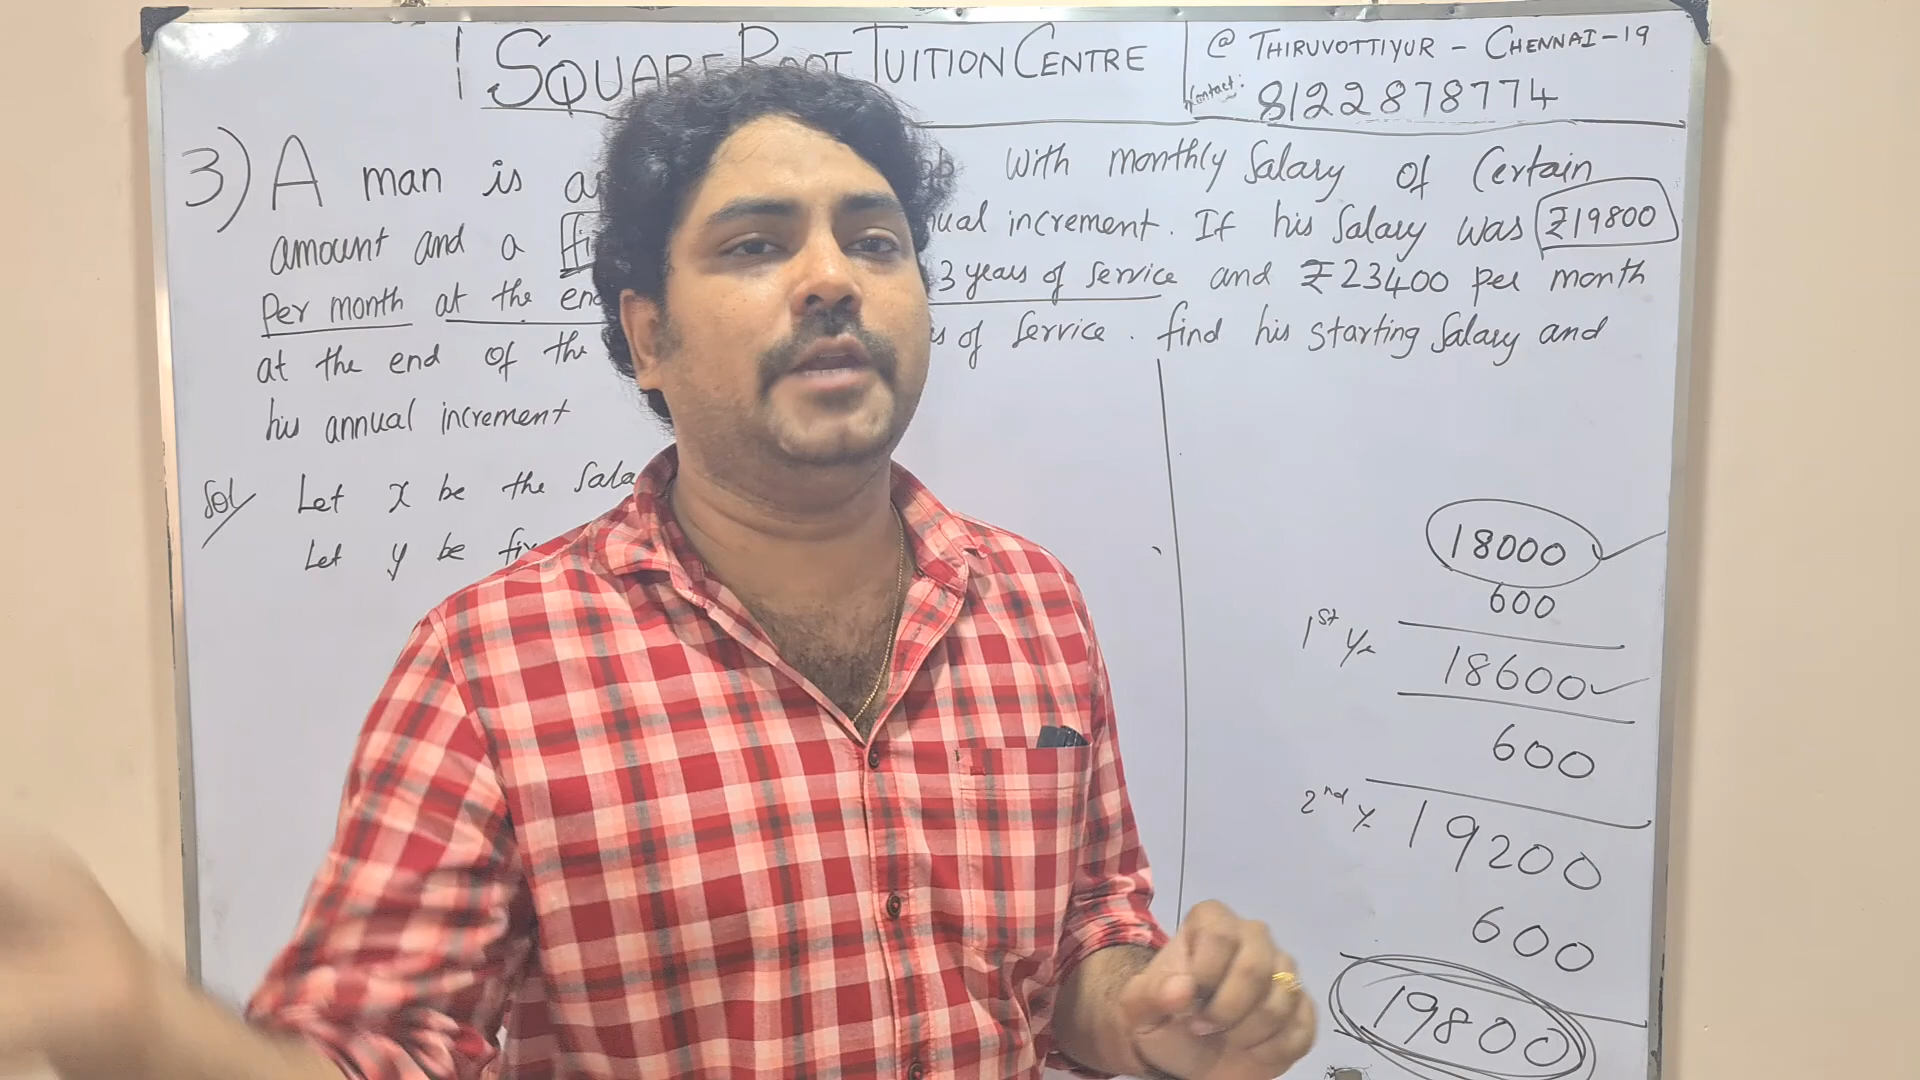 SQUARE ROOT TUITION CENTRE
@ THIRUVOTTIYUR - CHENNAI-19
Contact: 8122878774
3) A man is with monthly Salary of Certain
amount and a increment. If his Salary was ₹19800
Per month at the end 3 years of Service and ₹23400 per month
at the end of the of Service. find his starting Salary and
his annual increment
Sol Let x be the
Let y be
18000
600
1st Yr 18600
600
2nd Yr 19200
600
19800